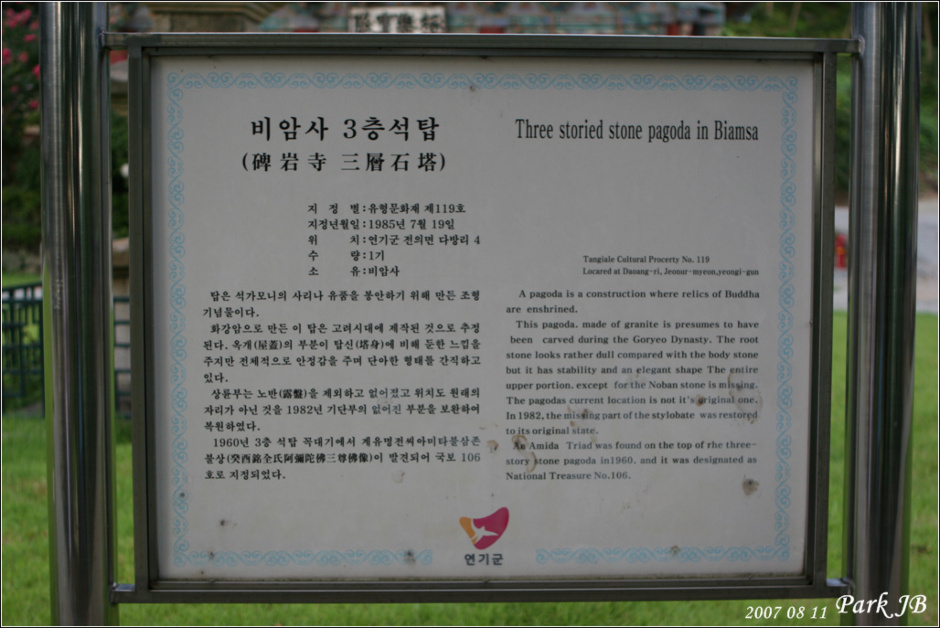 비암사 3층석탑
(碑岩寺 三層石塔)
지 정 별 : 유형문화재 제119호
지정년월일 : 1985년 7월 19일
위 치 : 연기군 전의면 다방리 4
수 량 : 1기
소 유 : 비암사
탑은 석가모니의 사리나 유품을 봉안하기 위해 만든 조형
기념물이다.
화강암으로 만든 이 탑은 고려시대에 제작된 것으로 추정
된다. 옥개(屋蓋)의 부분이 탑신(塔身)에 비해 둔한 느낌을
주지만 전체적으로 안정감을 주며 단아한 형태를 간직하고
있다.
상륜부는 노반(露盤)을 제외하고 없어졌고 위치도 원래의
자리가 아닌 것을 1982년 기단부의 없어진 부분을 보완하여
복원하였다.
1960년 3층 석탑 꼭대기에서 계유명전씨아미타불삼존
불상(癸酉銘全氏阿彌陀佛三尊佛像)이 발견되어 국보 106
호로 지정되었다.
Three storied stone pagoda in Biamsa
Tangiale Cultural Procerty No. 119
Locared at Daoang-ri, Jeonur-myeon,yeongi-gun
A pagoda is a construction where relics of Buddha
are enshrined.
This pagoda, made of granite is presumes to have
been carved during the Goryeo Dynasty. The root
stone looks rather dull compared with the body stone
but it has stability and an elegant shape The entire
upper portion. except for the Noban stone is missing.
The pagodas current location is not it's original one.
In 1982, the missing part of the stylobate was restored
to its original state.
An Amida Triad was found on the top of rhe three-
story stone pagoda in1960. and it was designated as
National Treasure No.106.
연기군
2007 08 11 Park JB